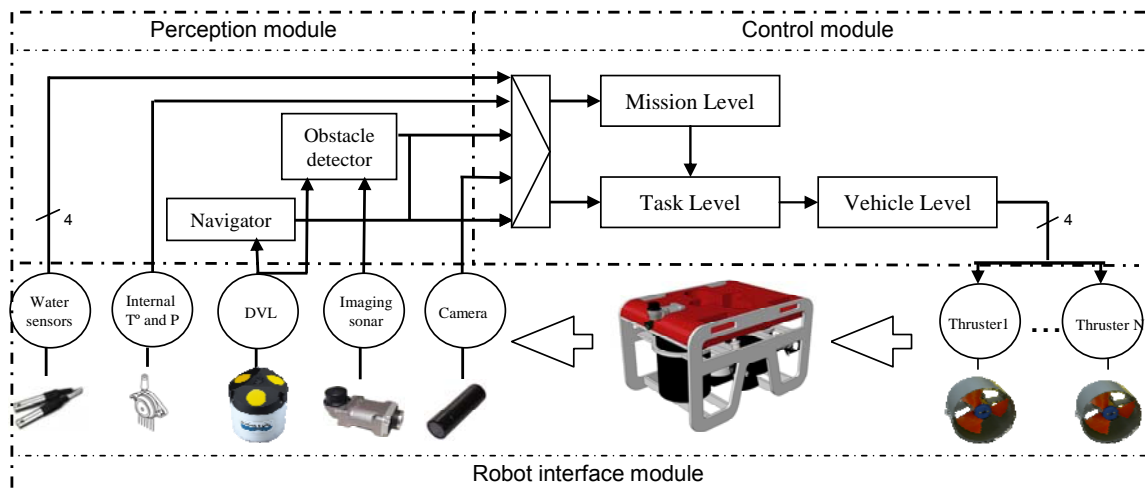 Perception module
Control module
Mission Level
Obstacle
detector
4
Navigator
Task Level
Vehicle Level
4
Water
sensors
Internal
Tº and P
DVL
Imaging
sonar
Camera
Thruster1
...
Thruster N
Robot interface module